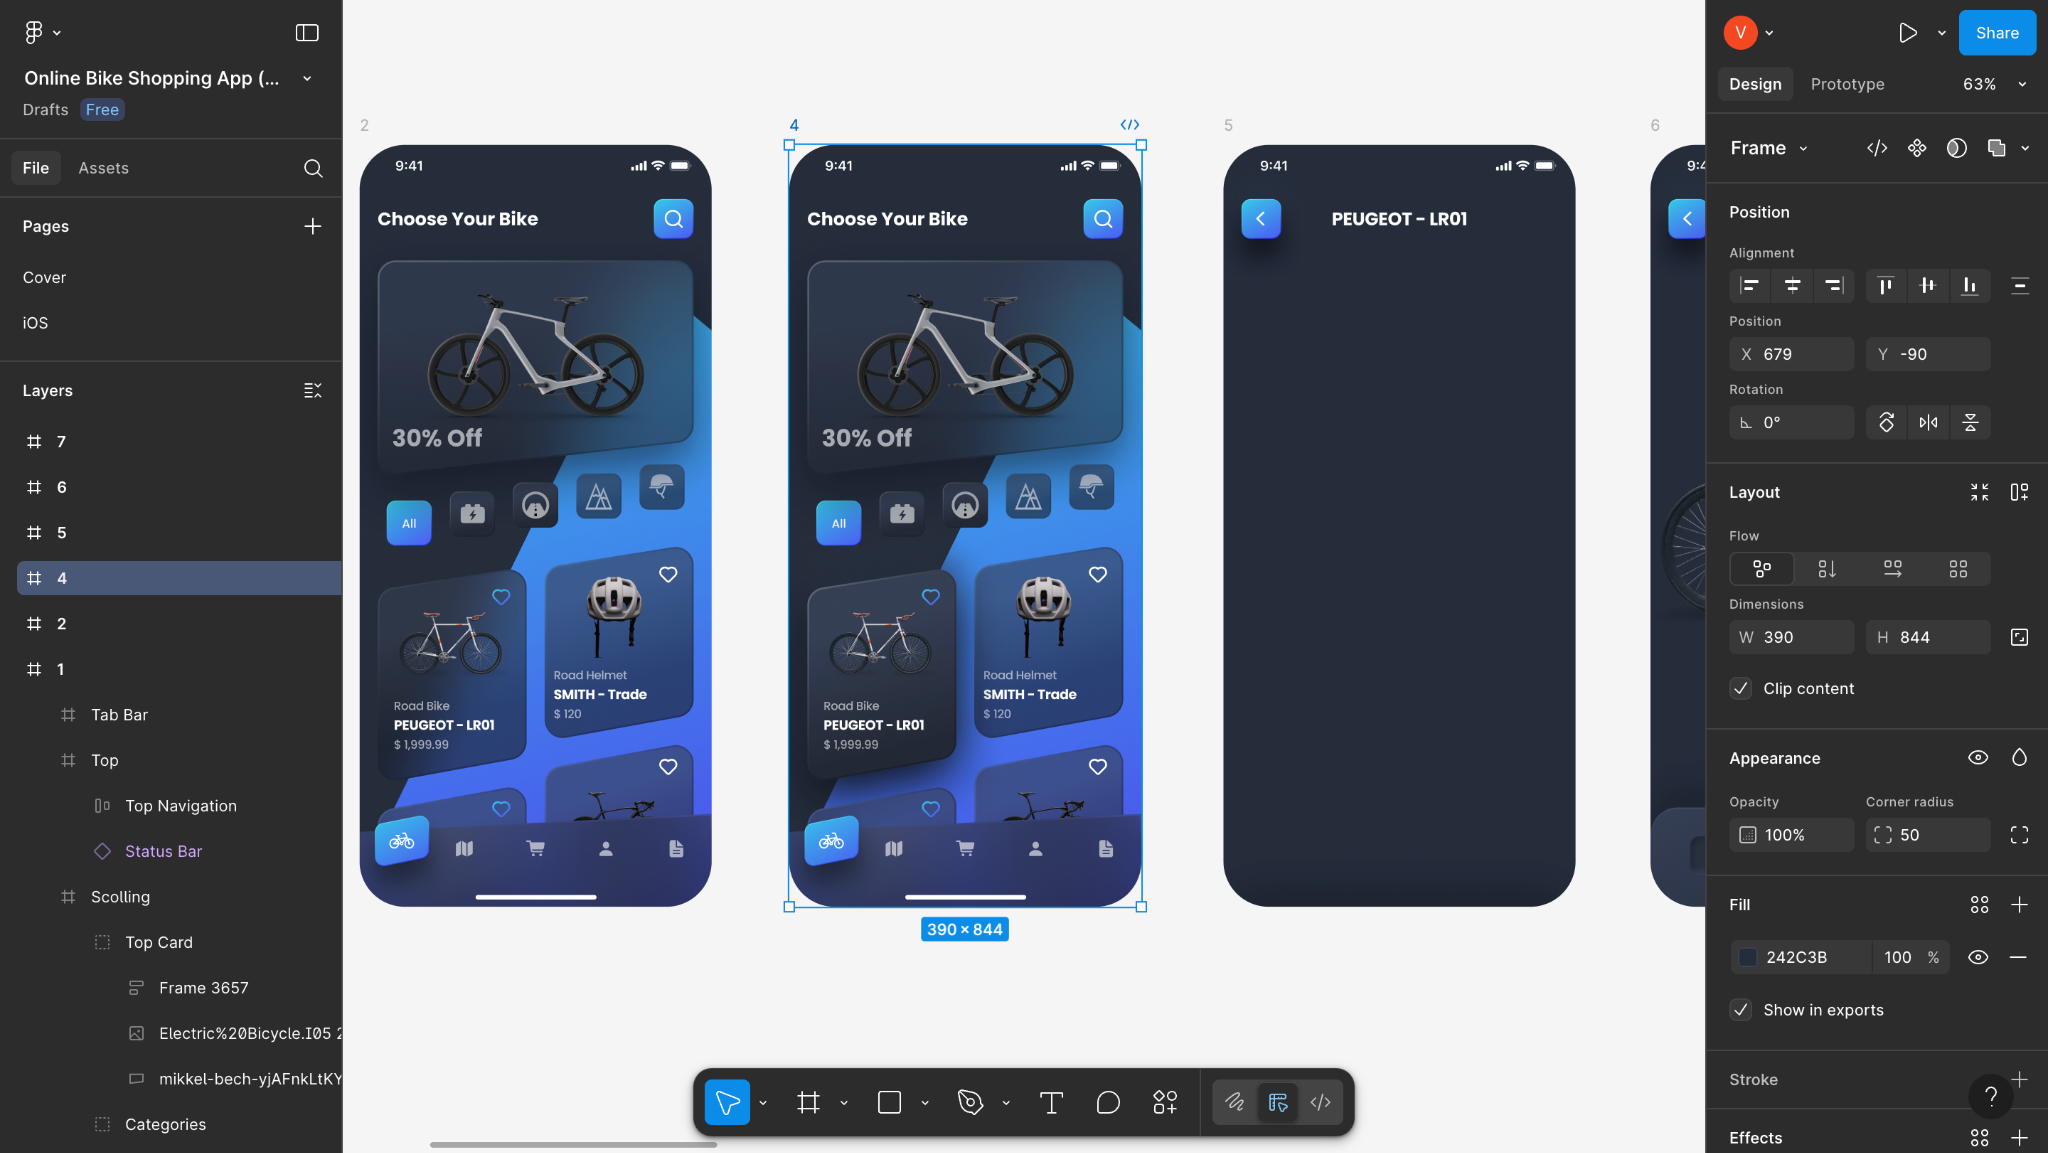 Online Bike Shopping App (...
Drafts
Free
File
Assets
Pages
Cover
iOS
Layers
7
6
5
4
2
1
Tab Bar
Top
Top Navigation
Status Bar
Scolling
Top Card
Frame 3657
Electric%20Bicycle.I05 2
mikkel-bech-yjAFnkLtKY
Categories
2
9:41
Choose Your Bike
30% Off
All
Road Bike
PEUGEOT - LR01
$ 1,999.99
Road Helmet
SMITH - Trade
$ 120
4
9:41
Choose Your Bike
30% Off
All
Road Bike
PEUGEOT - LR01
$ 1,999.99
Road Helmet
SMITH - Trade
$ 120
390 × 844
5
9:41
PEUGEOT - LR01
6
9:4
V
Share
Design
Prototype
63%
Frame
Position
Alignment
Position
X 679
Y -90
Rotation
0°
Layout
Flow
Dimensions
W 390
H 844
Clip content
Appearance
Opacity
Corner radius
100%
50
Fill
242C3B
100 %
Show in exports
Stroke
?
Effects